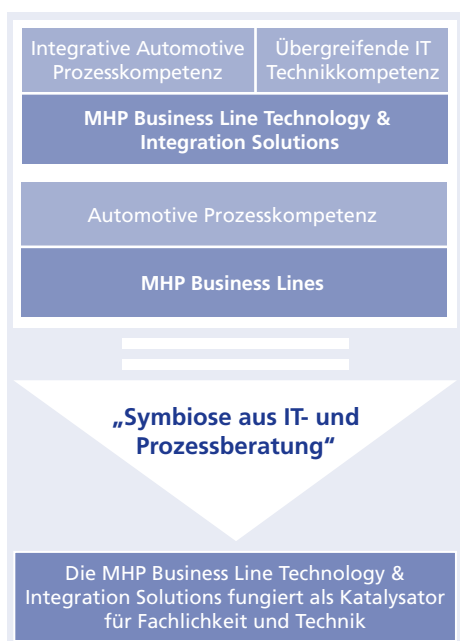 Integrative Automotive
Prozesskompetenz
Übergreifende IT
Technikkompetenz
MHP Business Line Technology &
Integration Solutions
Automotive Prozesskompetenz
MHP Business Lines
„Symbiose aus IT- und
Prozessberatung“
Die MHP Business Line Technology &
Integration Solutions fungiert als Katalysator
für Fachlichkeit und Technik